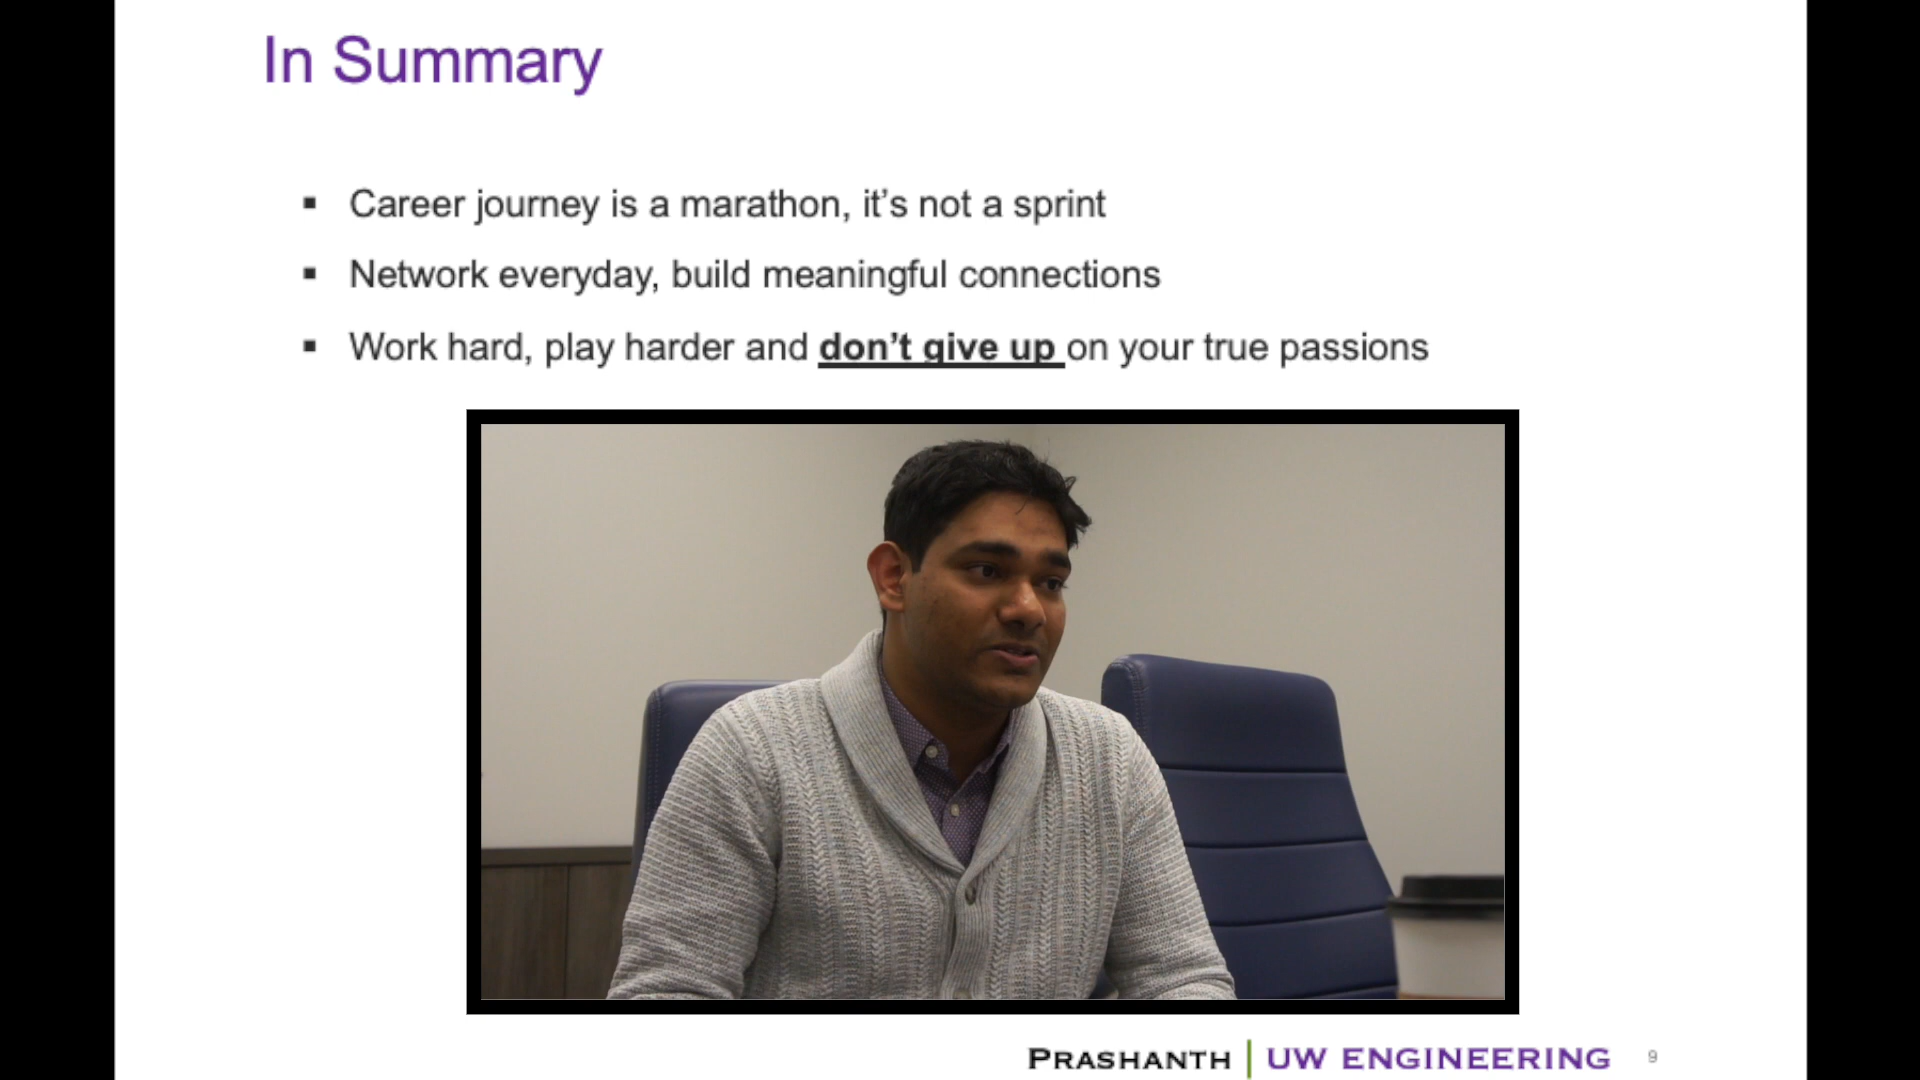 In Summary
▪ Career journey is a marathon, it's not a sprint
▪ Network everyday, build meaningful connections
▪ Work hard, play harder and don't give up on your true passions
PRASHANTH | UW ENGINEERING 9